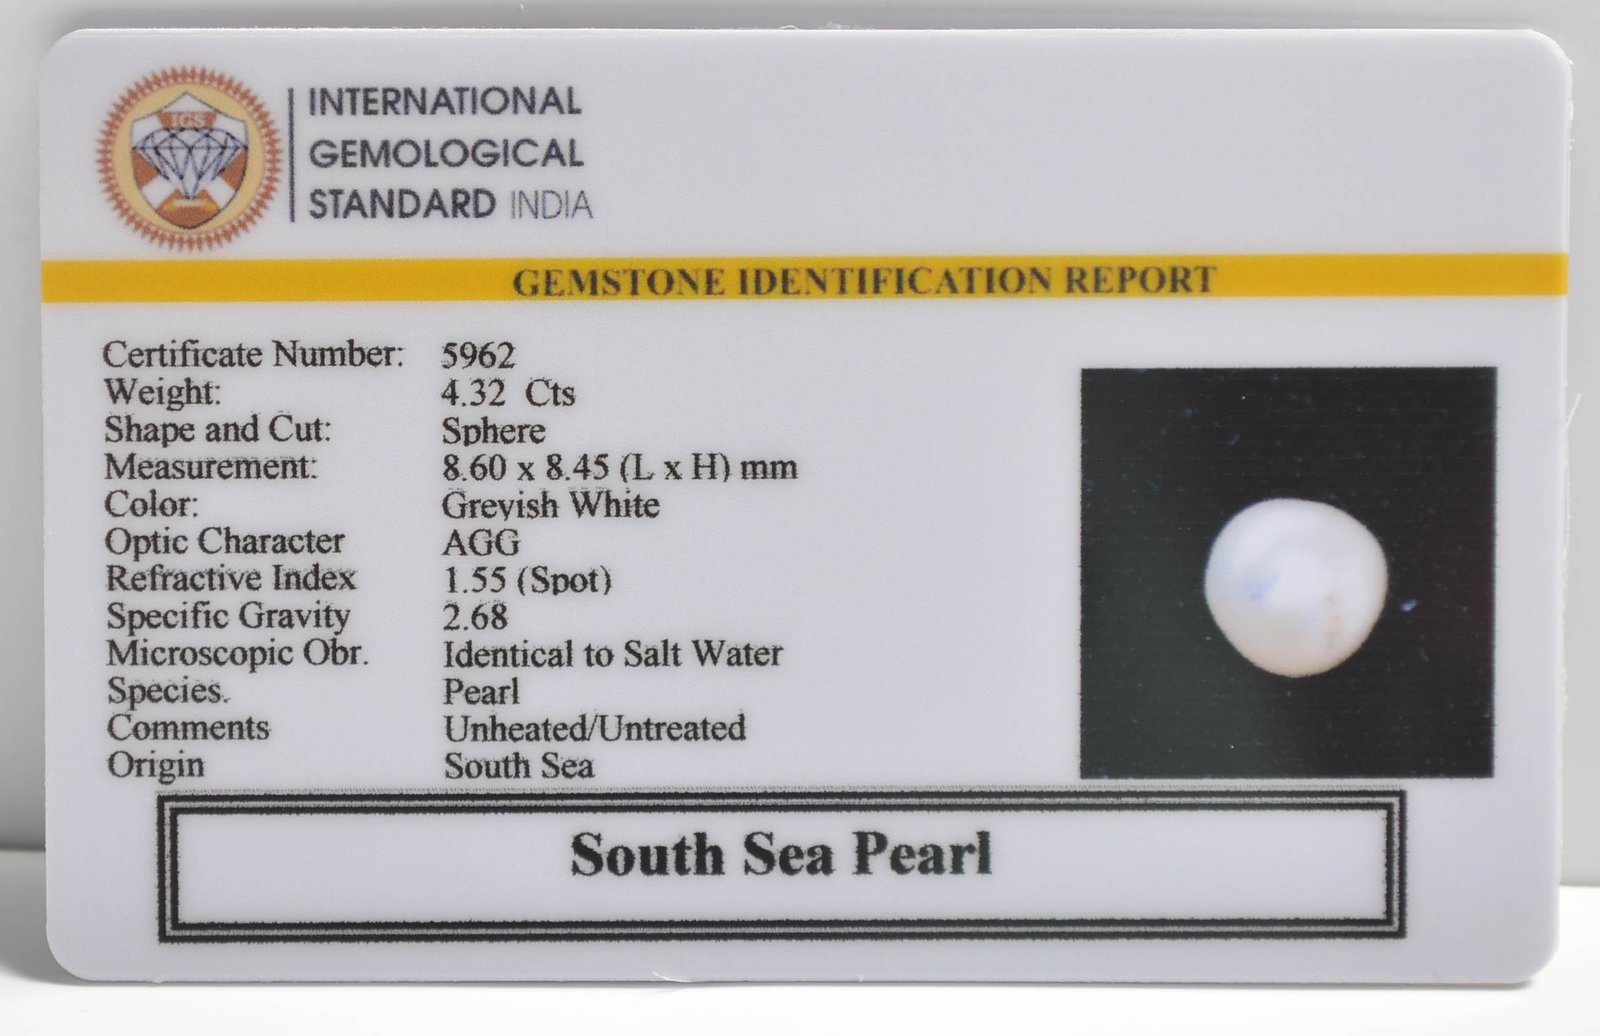 IGS
INTERNATIONAL
GEMOLOGICAL
STANDARD INDIA
GEMSTONE IDENTIFICATION REPORT
Certificate Number: 5962
Weight: 4.32 Cts
Shape and Cut: Sphere
Measurement: 8.60 x 8.45 (L x H) mm
Color: Greyish White
Optic Character AGG
Refractive Index 1.55 (Spot)
Specific Gravity 2.68
Microscopic Obr. Identical to Salt Water
Species. Pearl
Comments Unheated/Untreated
Origin South Sea
South Sea Pearl